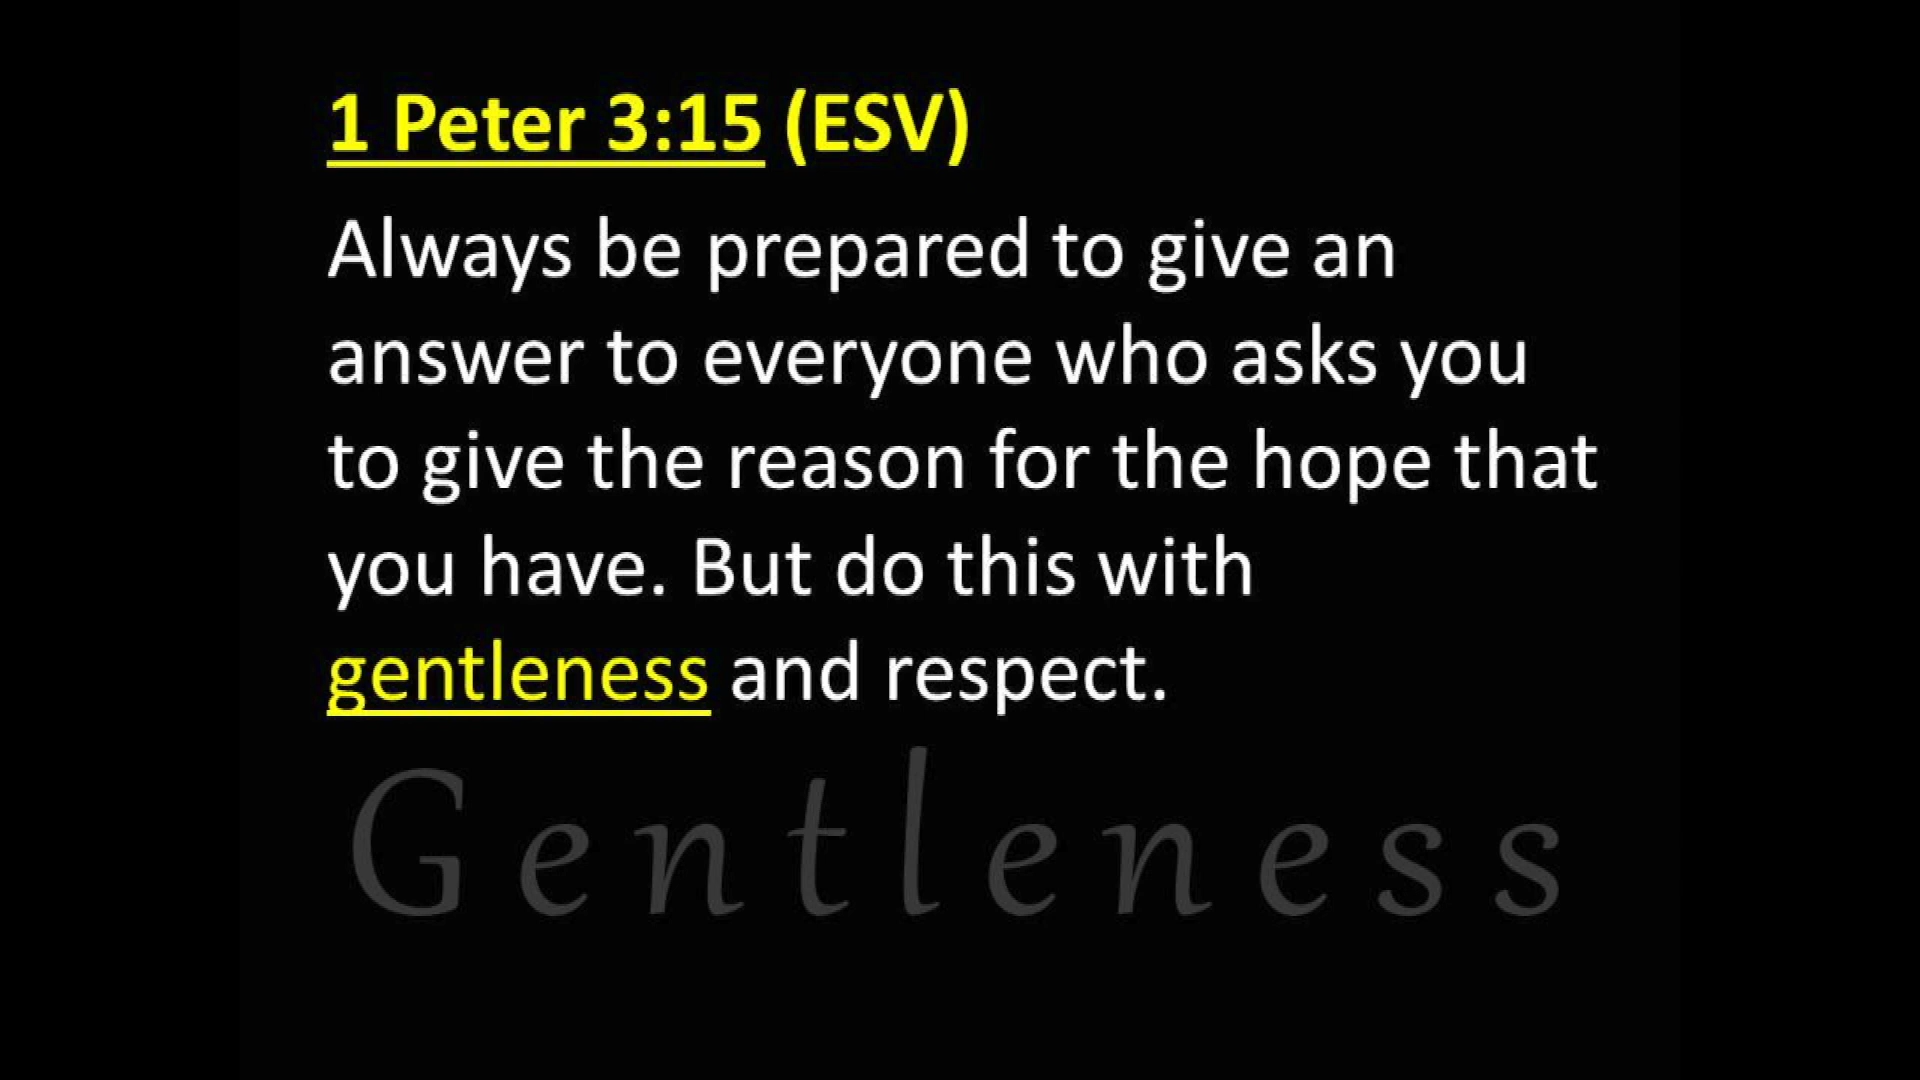 1 Peter 3:15 (ESV)
Always be prepared to give an
answer to everyone who asks you
to give the reason for the hope that
you have. But do this with
gentleness and respect.
Gentleness